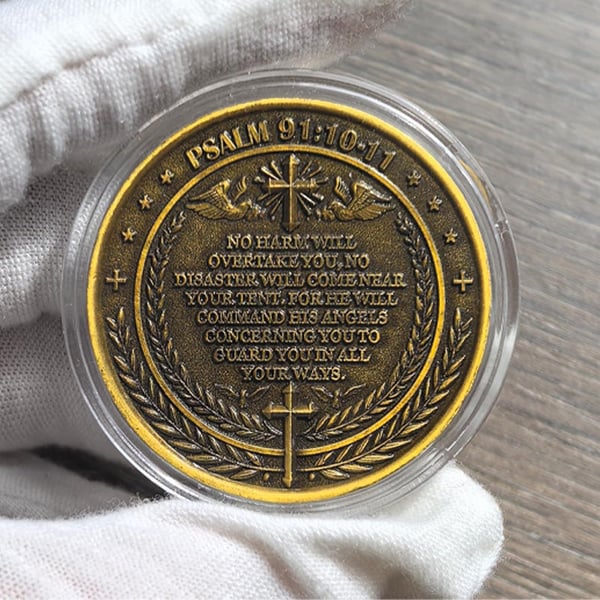 PSALM 91:10-11
NO HARM WILL
OVERTAKE YOU, NO
DISASTER WILL COME NEAR
YOUR TENT. FOR HE WILL
COMMAND HIS ANGELS
CONCERNING YOU TO
GUARD YOU IN ALL
YOUR WAYS.